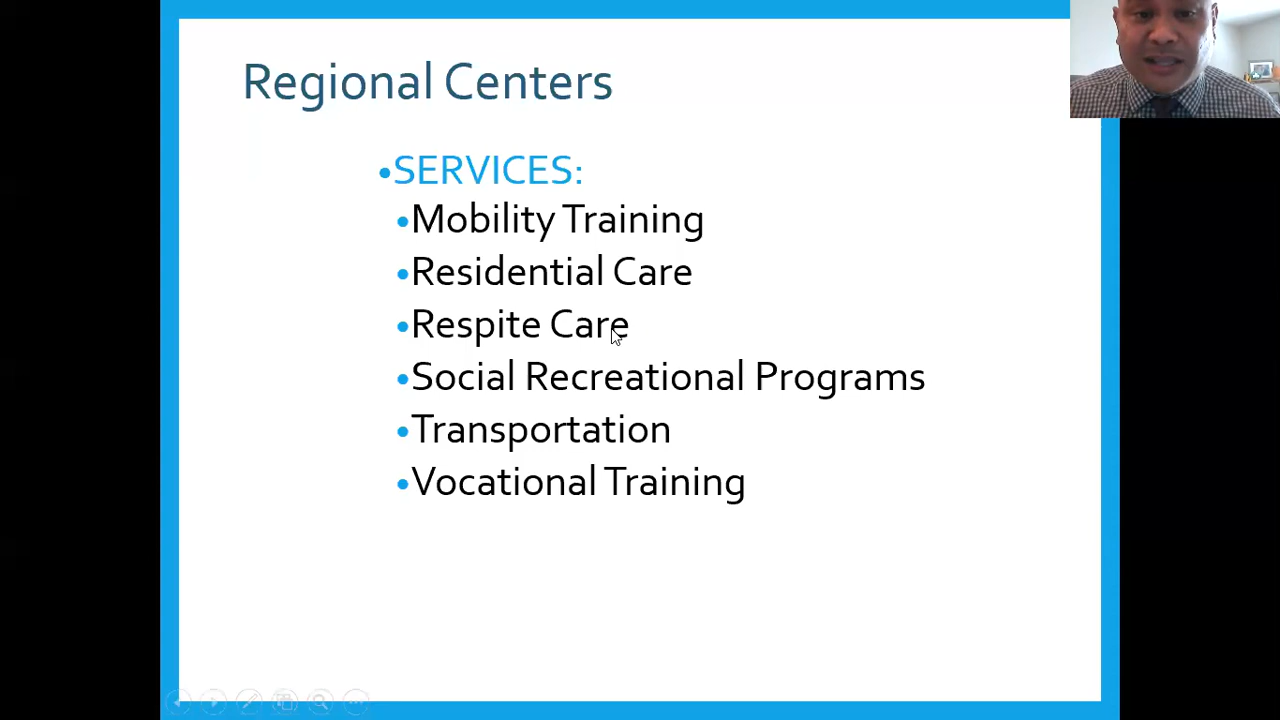 Regional Centers
•SERVICES:
•Mobility Training
•Residential Care
•Respite Care
•Social Recreational Programs
•Transportation
•Vocational Training